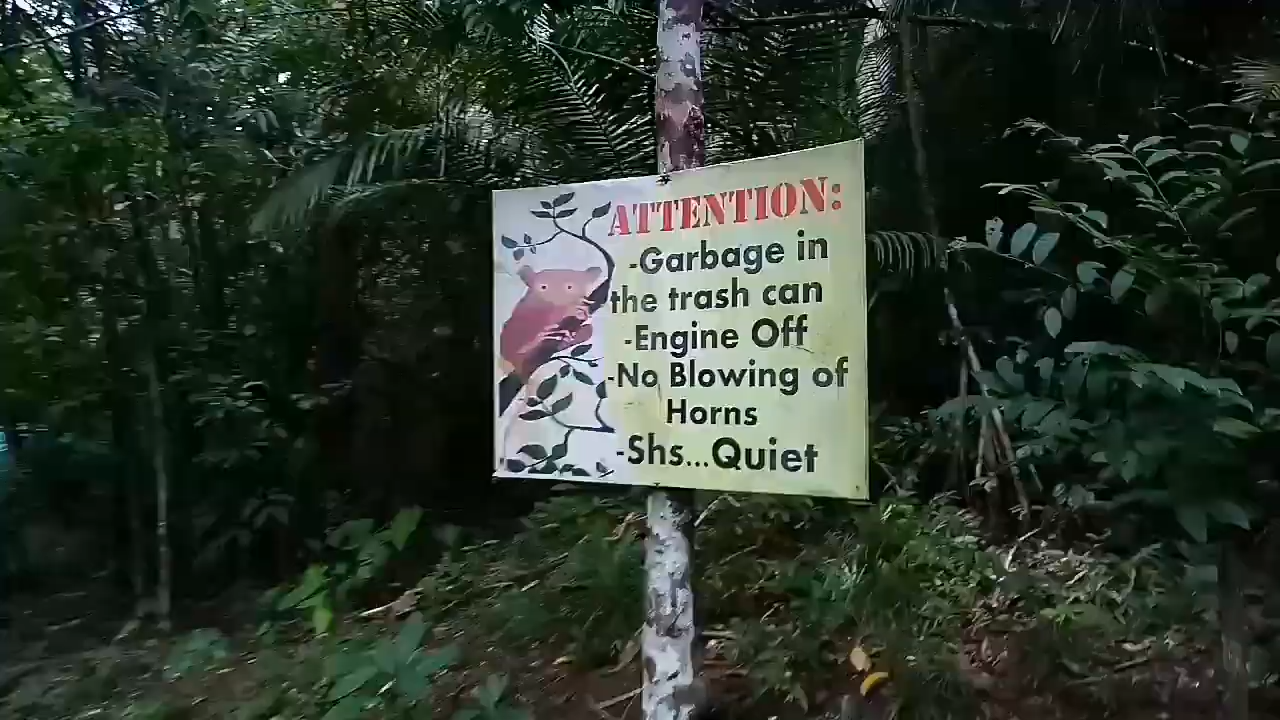 ATTENTION:
-Garbage in
the trash can
-Engine Off
-No Blowing of
Horns
-Shs...Quiet